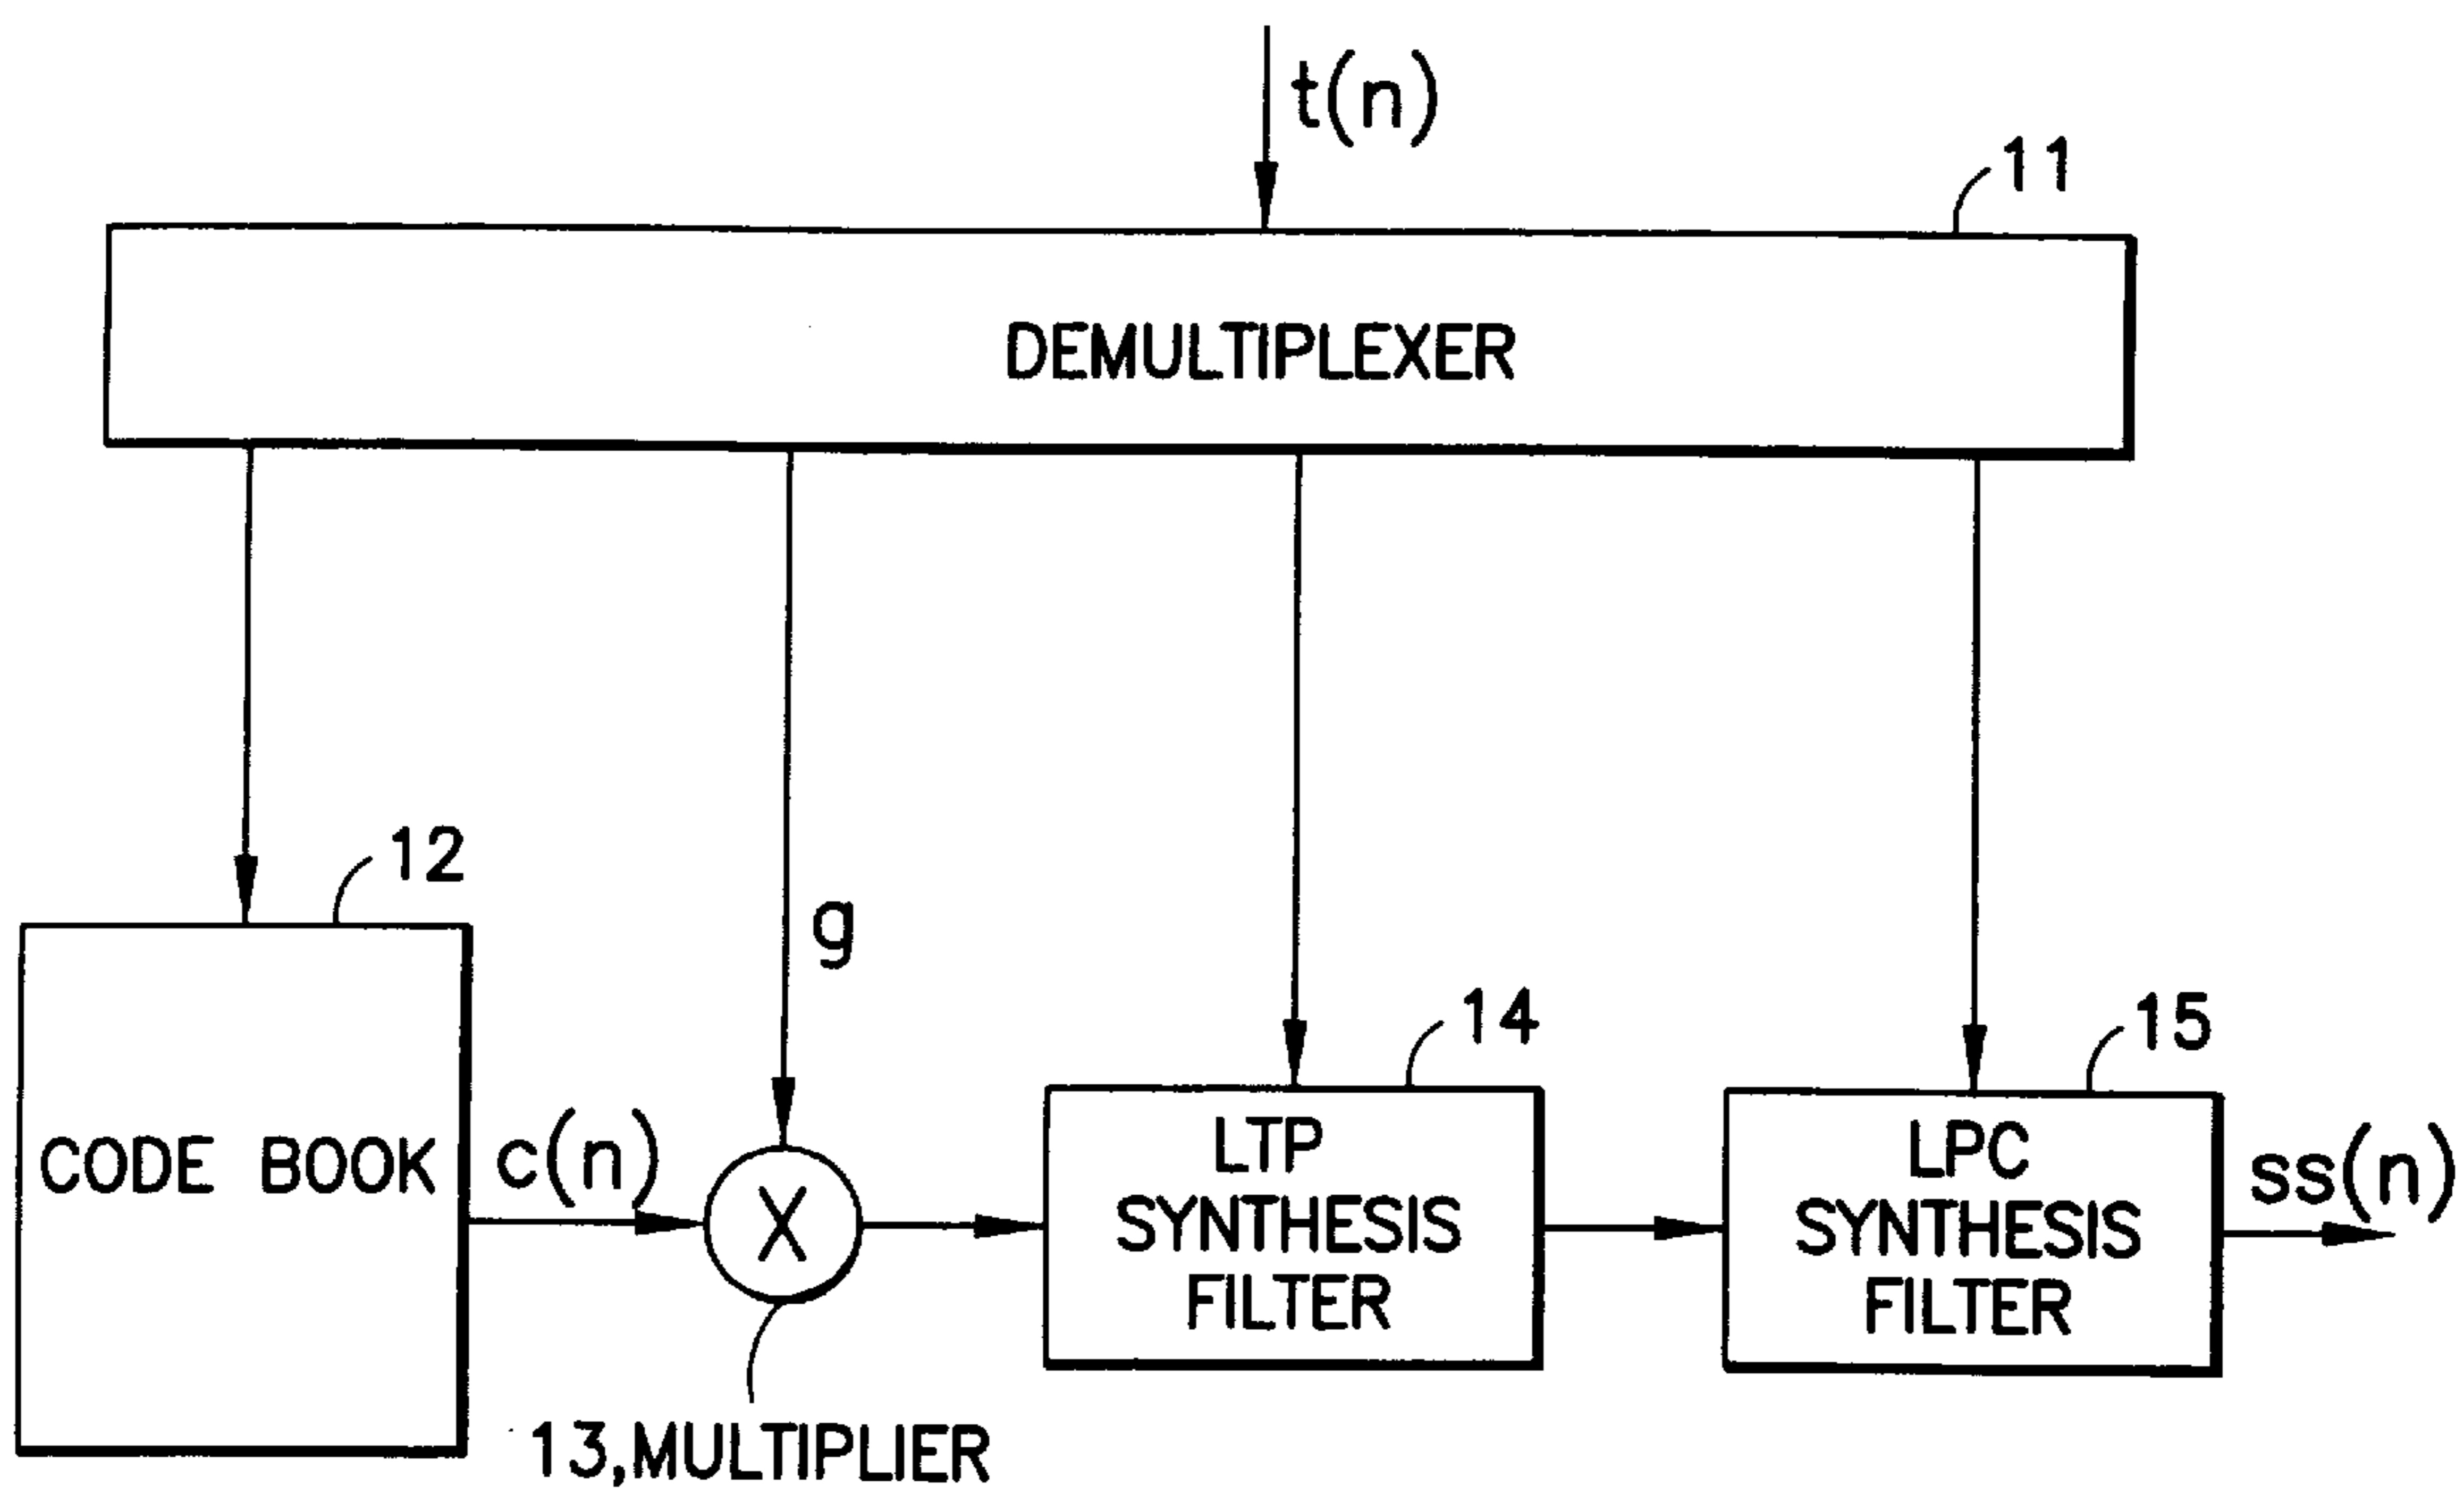 t(n)
11
DEMULTIPLEXER
12
g
14
15
CODE BOOK
c(n)
X
LTP
SYNTHESIS
FILTER
LPC
SYNTHESIS
FILTER
ss(n)
13,MULTIPLIER